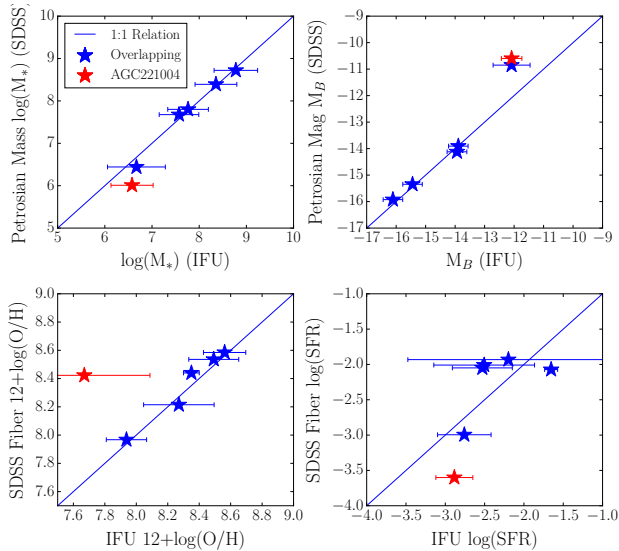 10
9
8
7
6
5
5 6 7 8 9 10
Petrosian Mass log(M_*) (SDSS)
log(M_*) (IFU)
1:1 Relation
Overlapping
AGC221004
−9
−10
−11
−12
−13
−14
−15
−16
−17
−17 −16 −15 −14 −13 −12 −11 −10 −9
Petrosian Mag M_B (SDSS)
M_B (IFU)
9.0
8.8
8.6
8.4
8.2
8.0
7.8
7.6
7.6 7.8 8.0 8.2 8.4 8.6 8.8 9.0
SDSS Fiber 12+log(O/H)
IFU 12+log(O/H)
−1.0
−1.5
−2.0
−2.5
−3.0
−3.5
−4.0
−4.0 −3.5 −3.0 −2.5 −2.0 −1.5 −1.0
SDSS Fiber log(SFR)
IFU log(SFR)